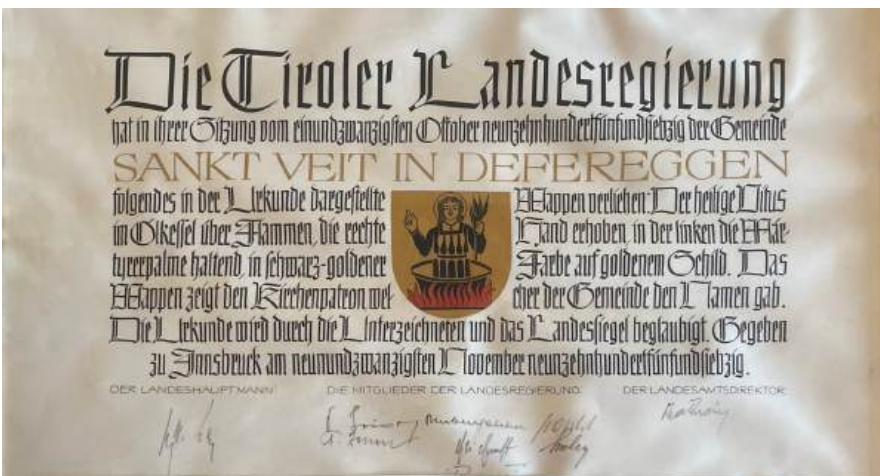 Die Tiroler Landesregierung
hat in ihrer Sitzung vom einundzwanzigsten Oktober neunzehnhundertfünfundsiebzig der Gemeinde
SANKT VEIT IN DEFEREGGEN
folgendes in der Urkunde dargestellte Wappen verliehen: Der heilige Vitus
im Ölkessel über Flammen, die rechte Hand erhoben, in der linken die Mär-
tyrerpalme haltend, in schwarz-goldener Farbe auf goldenem Schild. Das
Wappen zeigt den Kirchenpatron wel- cher der Gemeinde den Namen gab.
Die Urkunde wird durch die Unterzeichneten und das Landessiegel beglaubigt. Gegeben
zu Innsbruck am neunundzwanzigsten November neunzehnhundertfünfundsiebzig.
DER LANDESHAUPTMANN: DIE MITGLIEDER DER LANDESREGIERUNG: DER LANDESAMTSDIREKTOR: